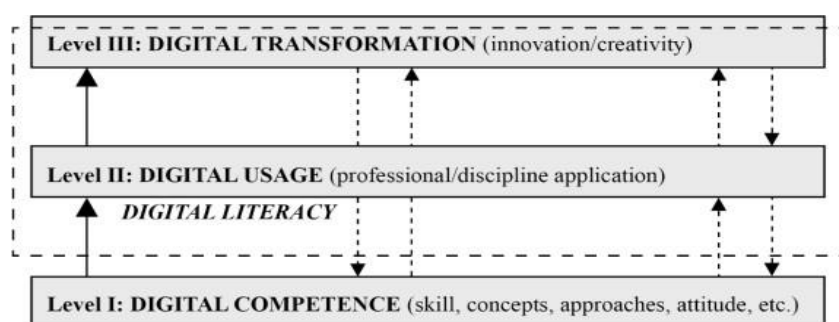 Level III: DIGITAL TRANSFORMATION (innovation/creativity)
Level II: DIGITAL USAGE (professional/discipline application)
DIGITAL LITERACY
Level I: DIGITAL COMPETENCE (skill, concepts, approaches, attitude, etc.)